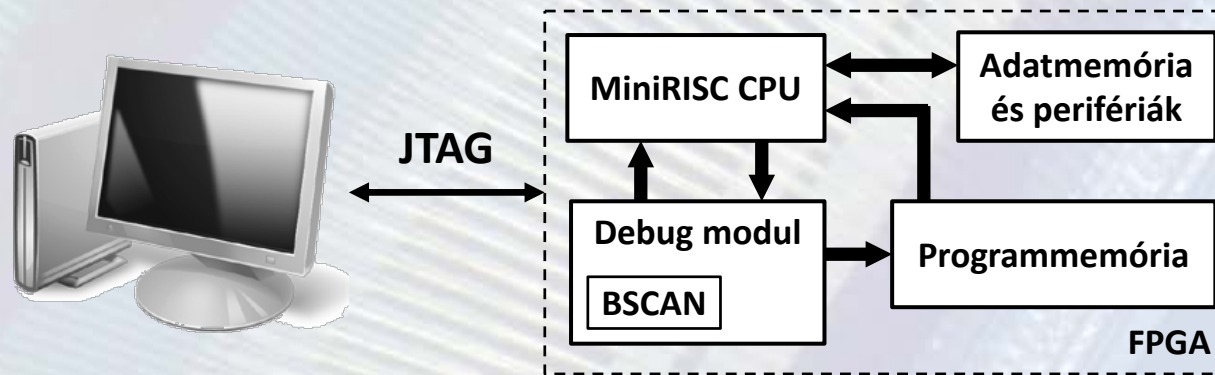 JTAG
MiniRISC CPU
Adatmemória
és perifériák
Debug modul
BSCAN
Programmemória
FPGA